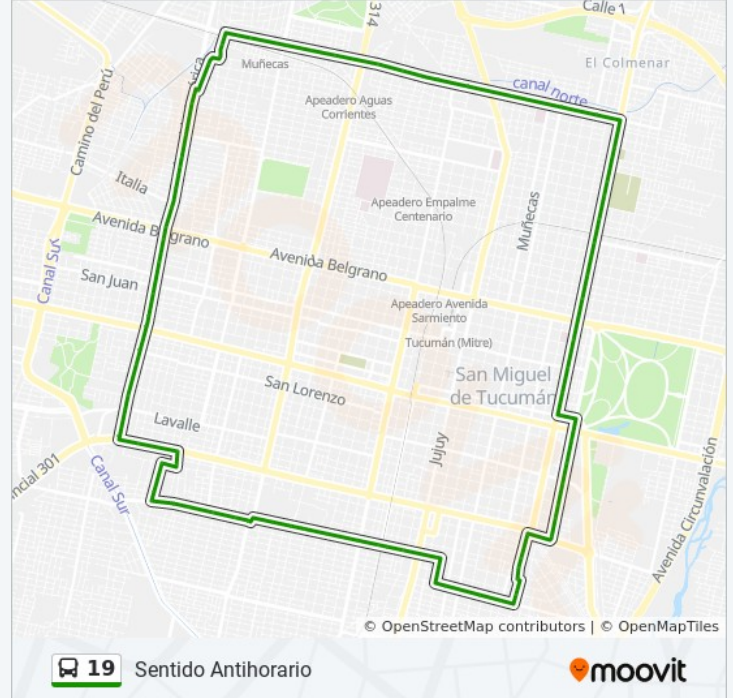 Calle 1
314
El Colmenar
Muñecas
Camino del Perú
canal norte
Apeadero Aguas
Corrientes
Italia
Apeadero Empalme
Centenario
Muñecas
Avenida Belgrano
Avenida Belgrano
Canal Sur
San Juan
Apeadero Avenida
Sarmiento
Tucumán (Mitre)
San Miguel
de Tucumán
San Lorenzo
Lavalle
Jujuy
ncial 301
Canal Sur
Avenida Circunvalación
© OpenStreetMap contributors | © OpenMapTiles
19 Sentido Antihorario
moovit